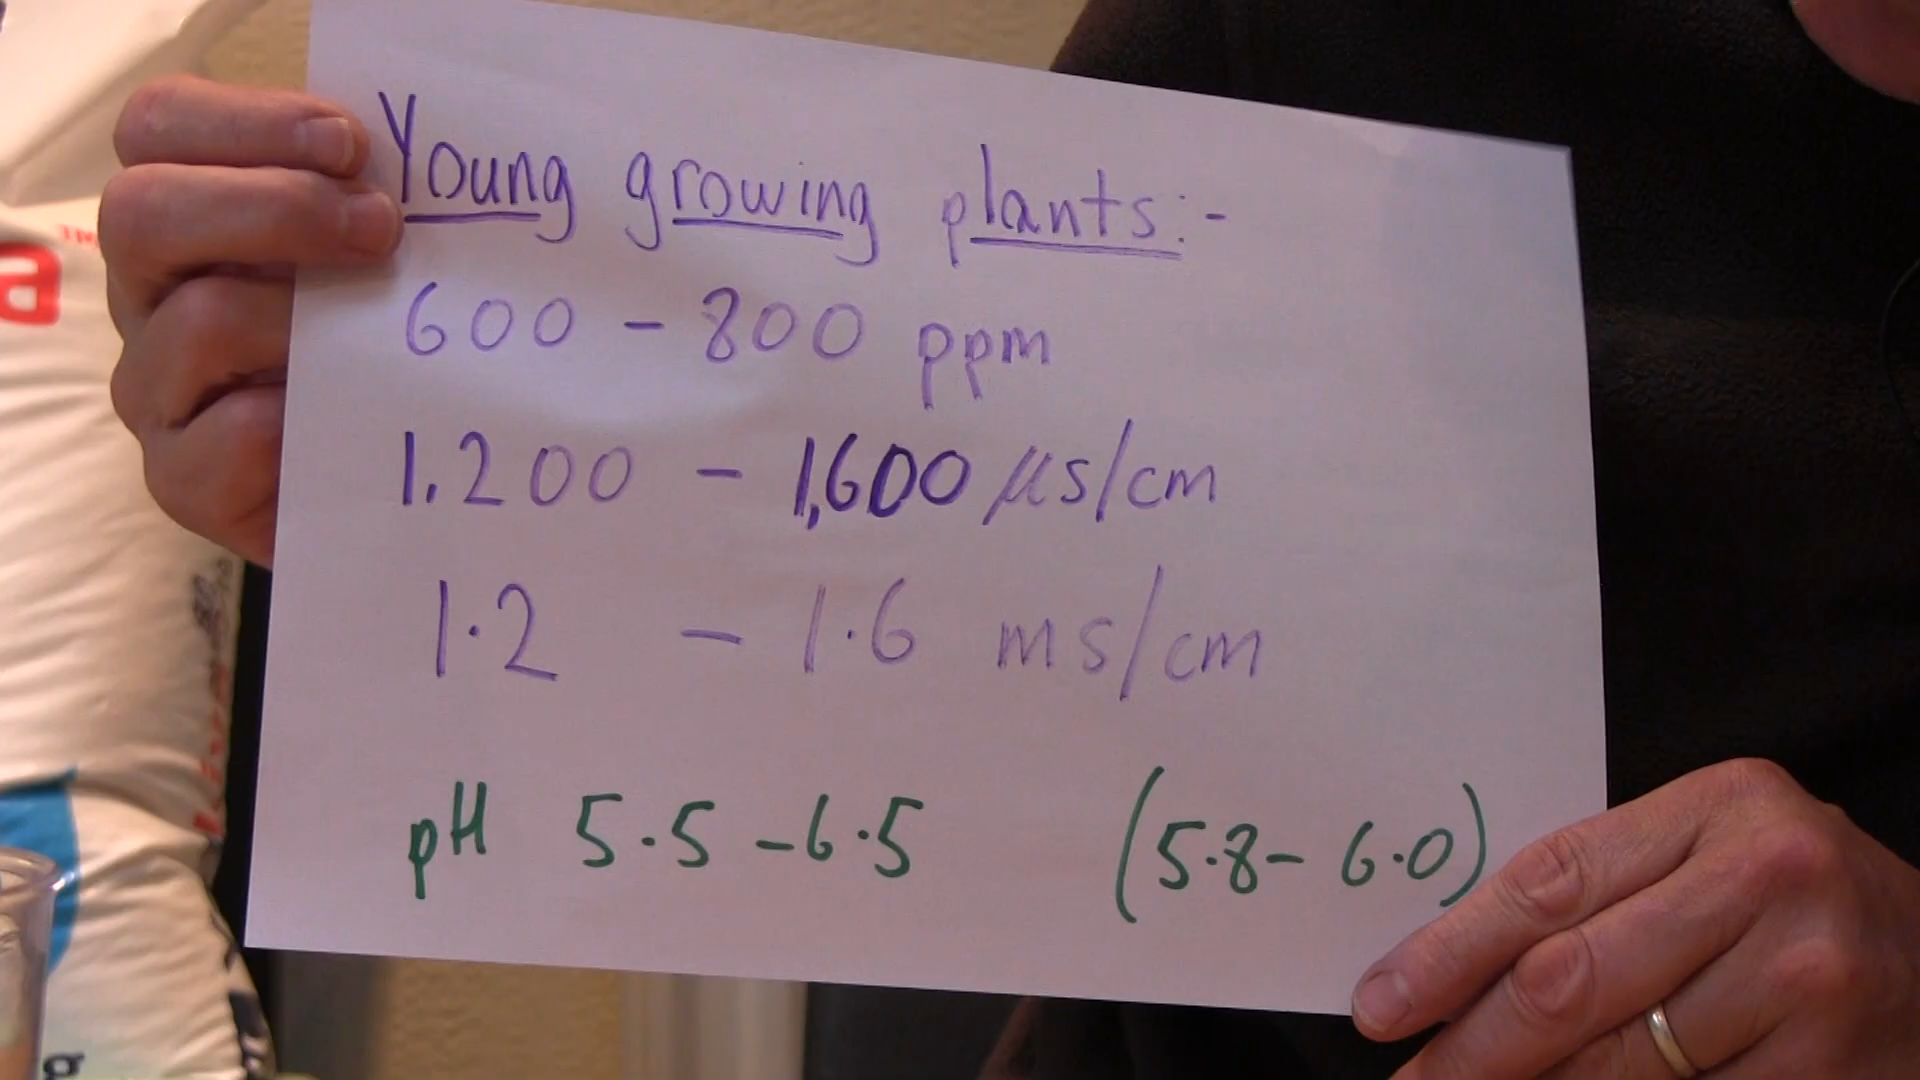 Young growing plants:-
600 - 800 ppm
1.200 - 1,600 µs/cm
1.2 - 1.6 ms/cm
pH 5.5 - 6.5 (5.8 - 6.0)
a™
g